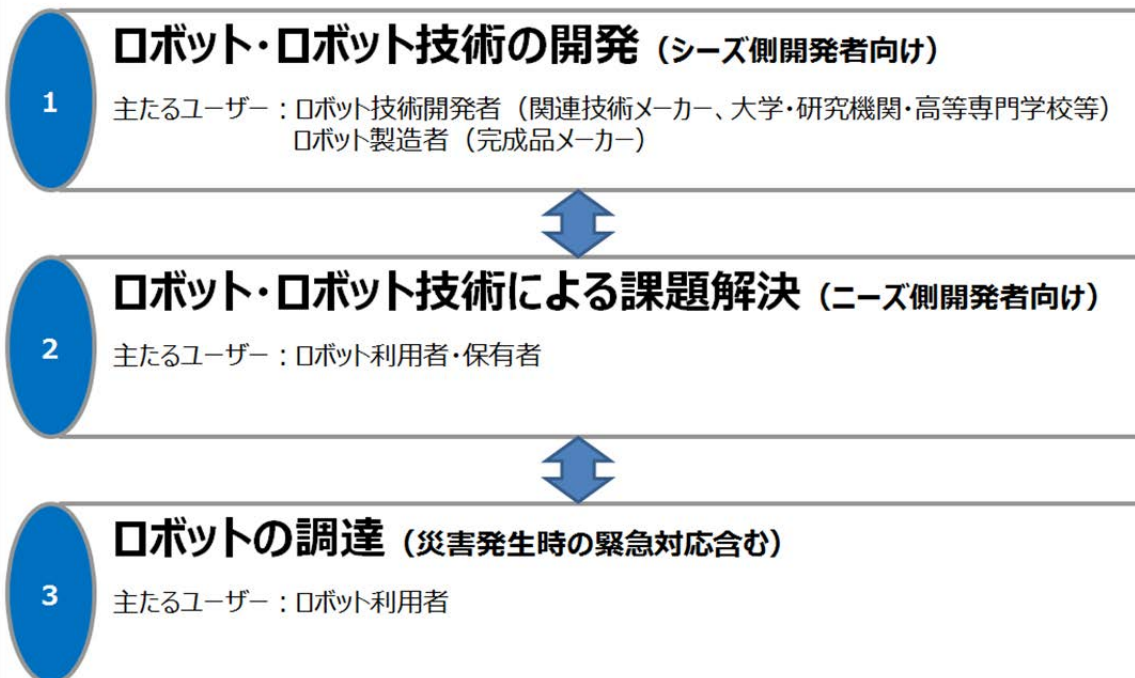 1
ロボット・ロボット技術の開発（シーズ側開発者向け）
主たるユーザー：ロボット技術開発者（関連技術メーカー、大学・研究機関・高等専門学校等）
ロボット製造者（完成品メーカー）
2
ロボット・ロボット技術による課題解決（ニーズ側開発者向け）
主たるユーザー：ロボット利用者・保有者
3
ロボットの調達（災害発生時の緊急対応含む）
主たるユーザー：ロボット利用者